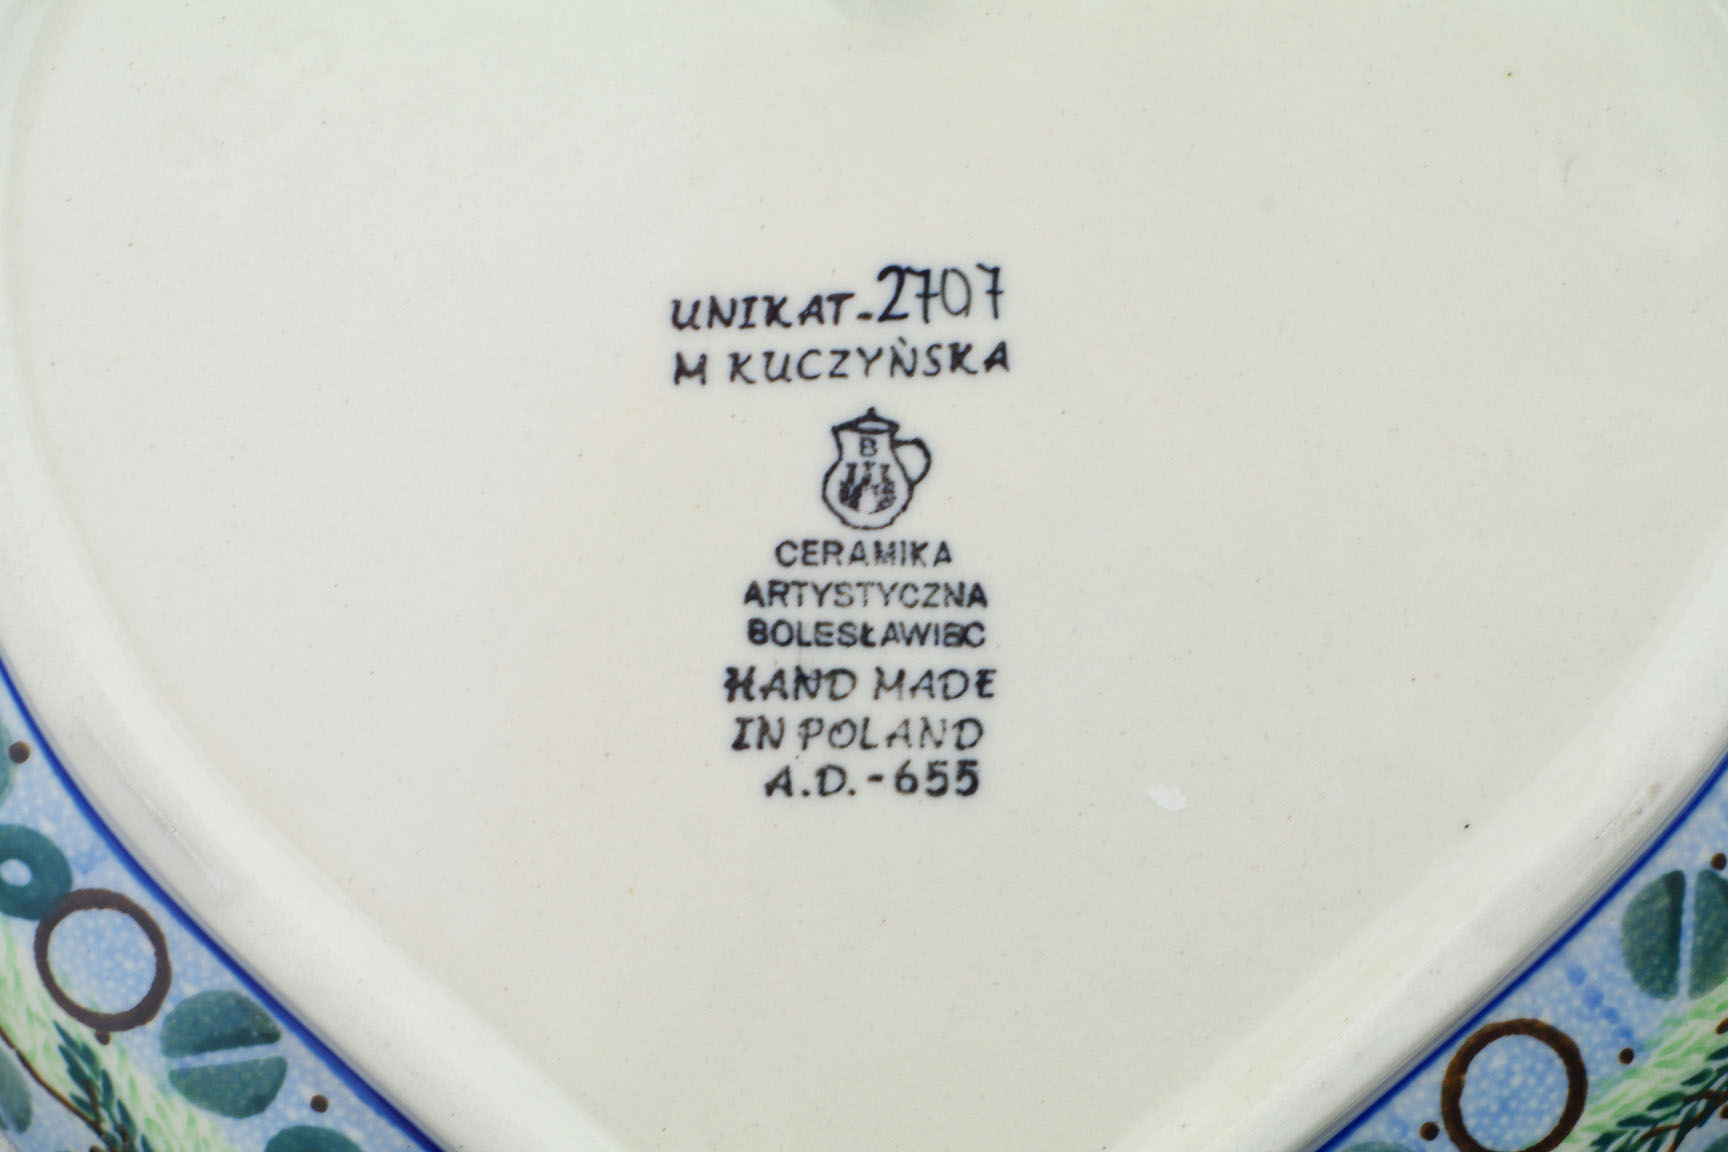 UNIKAT-2707
M KUCZYŃSKA
B
CERAMIKA
ARTYSTYCZNA
BOLESŁAWIEC
HAND MADE
IN POLAND
A.D.-655